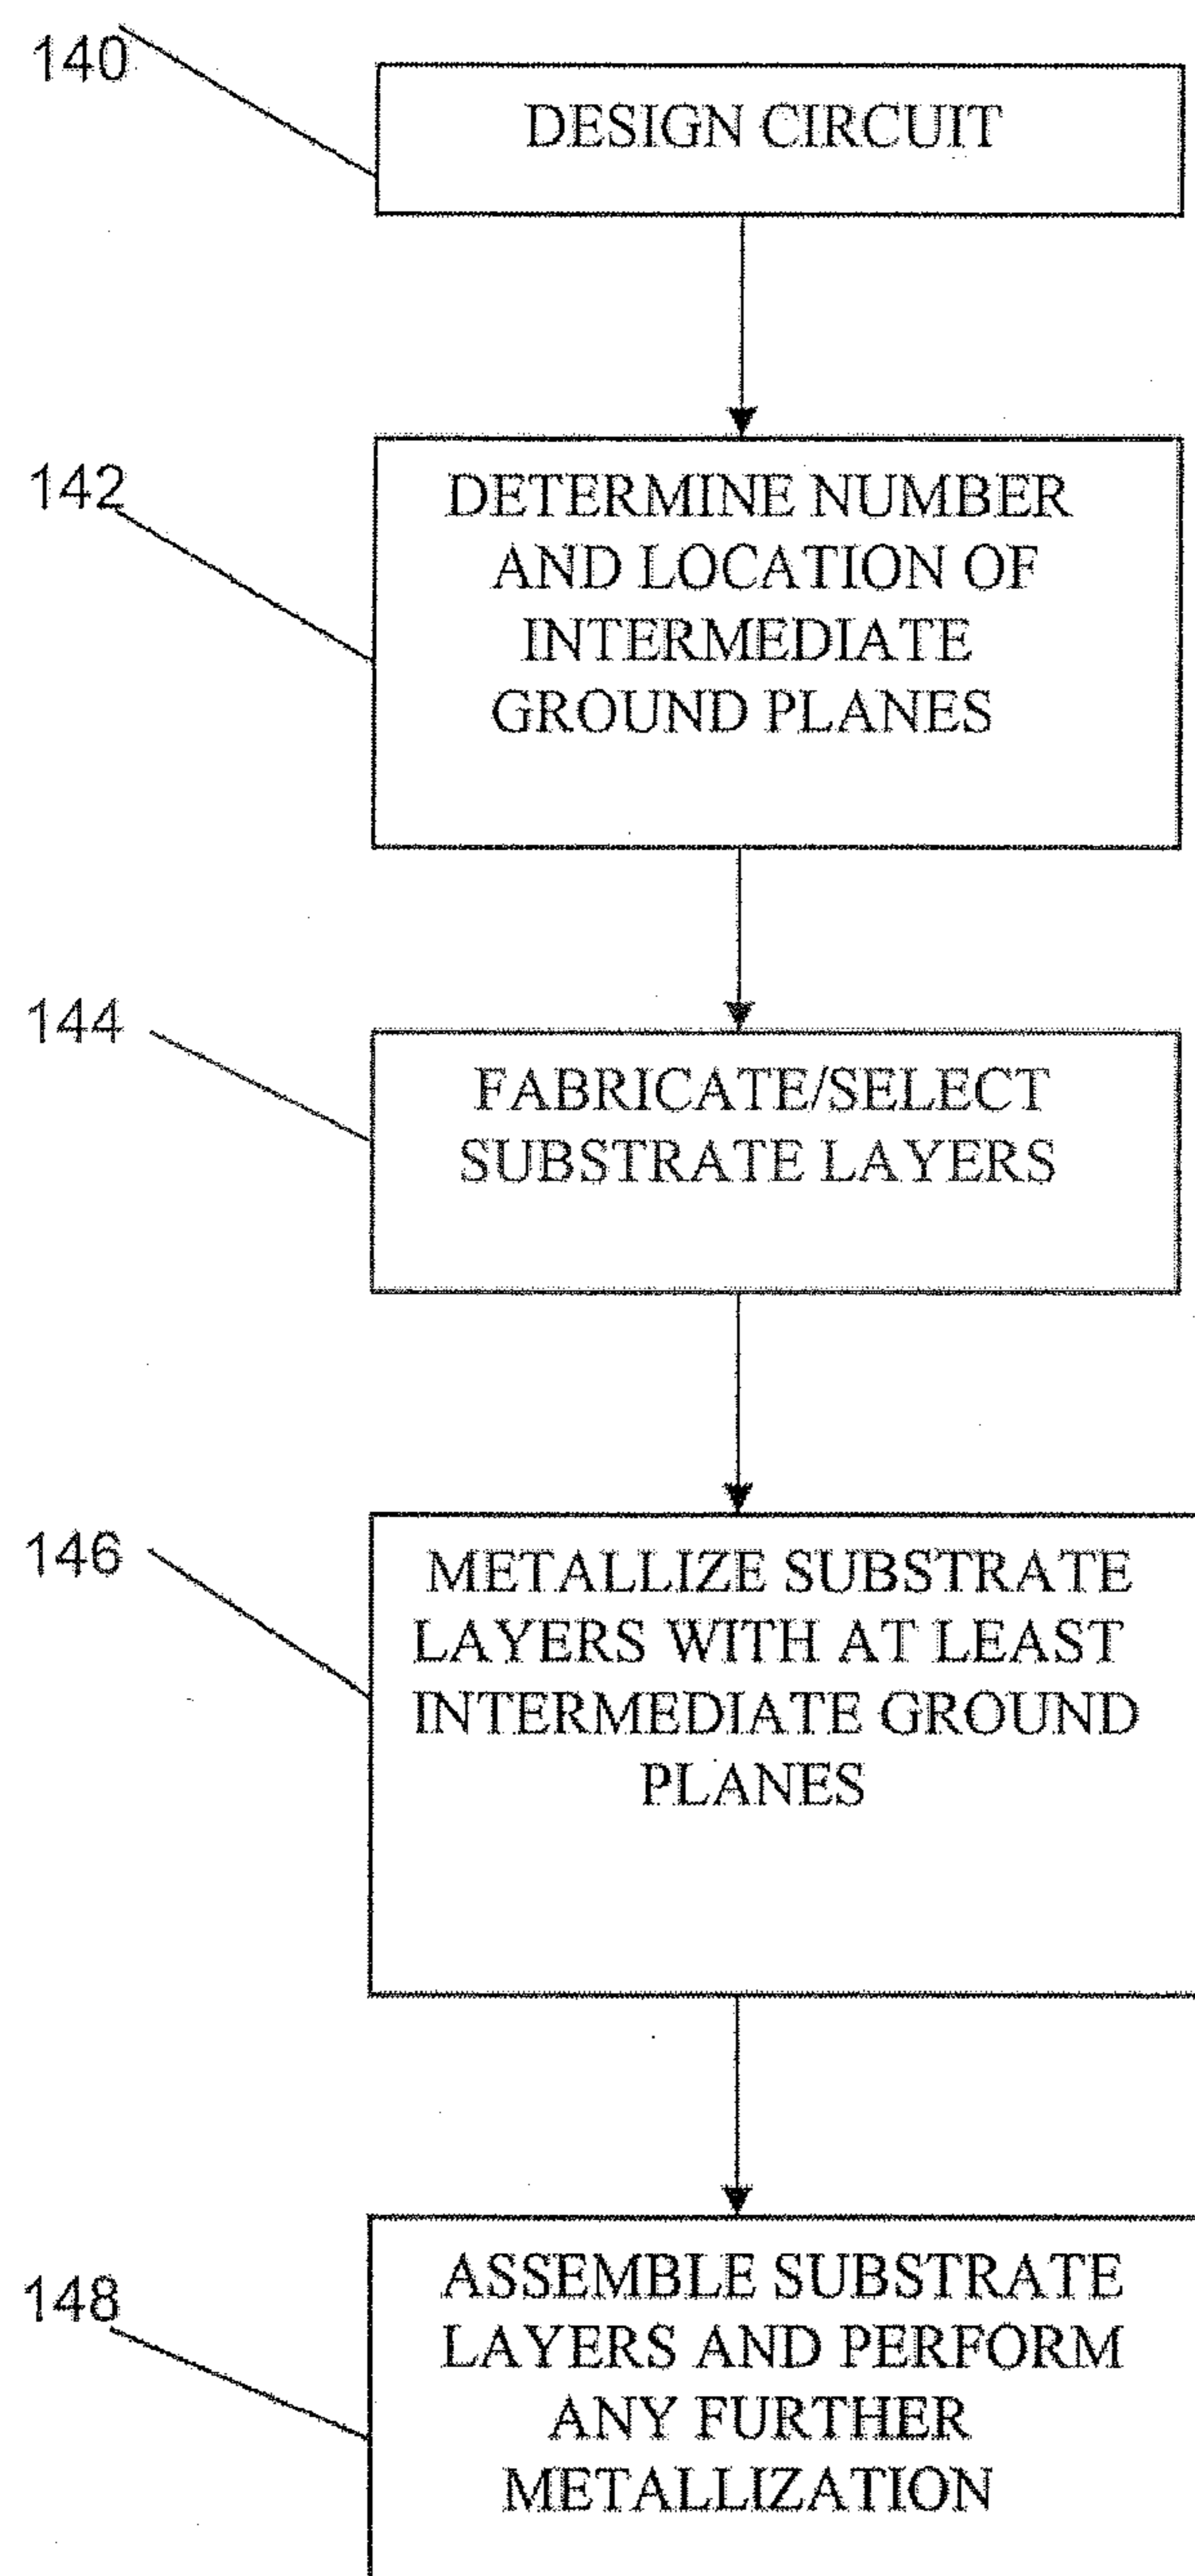 140
DESIGN CIRCUIT
142
DETERMINE NUMBER
AND LOCATION OF
INTERMEDIATE
GROUND PLANES
144
FABRICATE/SELECT
SUBSTRATE LAYERS
146
METALLIZE SUBSTRATE
LAYERS WITH AT LEAST
INTERMEDIATE GROUND
PLANES
148
ASSEMBLE SUBSTRATE
LAYERS AND PERFORM
ANY FURTHER
METALLIZATION